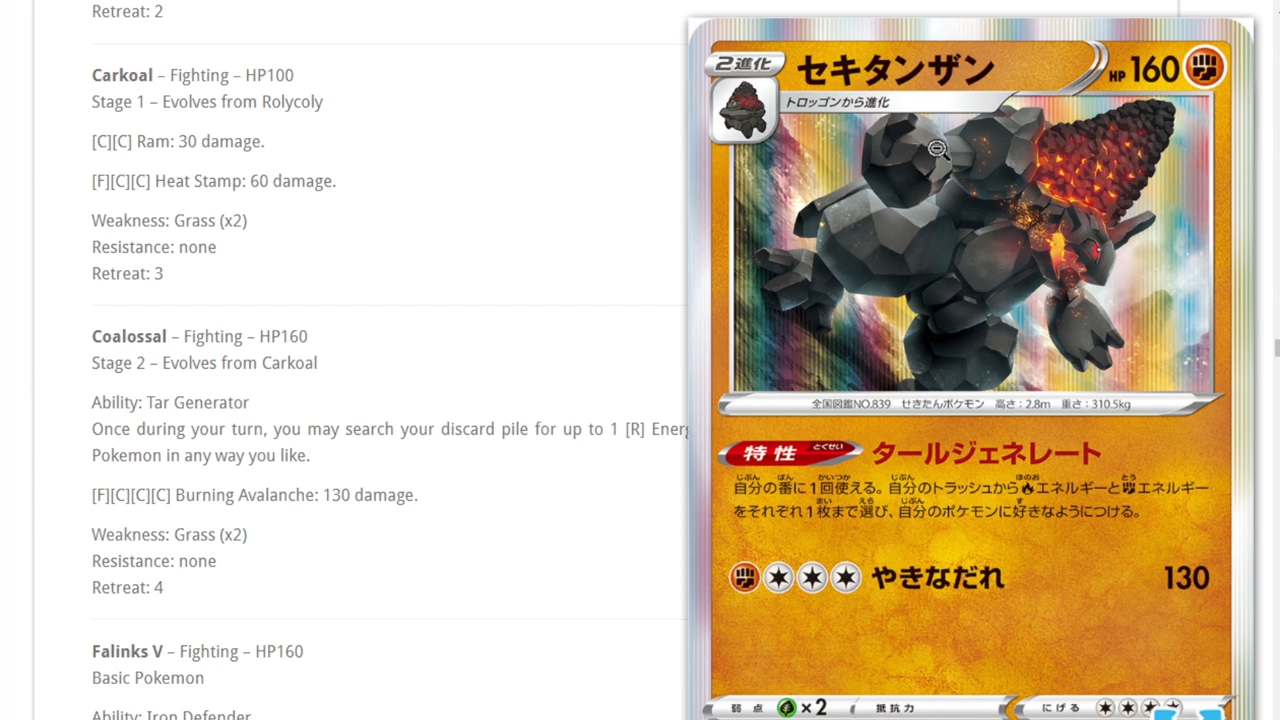 Retreat: 2
Carkoal – Fighting – HP100
Stage 1 – Evolves from Rolycoly
[C][C] Ram: 30 damage.
[F][C][C] Heat Stamp: 60 damage.
Weakness: Grass (x2)
Resistance: none
Retreat: 3
Coalossal – Fighting – HP160
Stage 2 – Evolves from Carkoal
Ability: Tar Generator
Once during your turn, you may search your discard pile for up to 1 [R]
Pokemon in any way you like.
[F][C][C][C] Burning Avalanche: 130 damage.
Weakness: Grass (x2)
Resistance: none
Retreat: 4
Falinks V – Fighting – HP160
Basic Pokemon
Ability: Iron Defender
2進化 セキタンザン HP 160
トロッゴンから進化
全国図鑑NO.839 せきたんポケモン 高さ：2.8m 重さ：310.5kg
特性 とくせい タールジェネレート
自分の番に1回使える。自分のトラッシュからエネルギーとエネルギー
をそれぞれ1枚まで選び、自分のポケモンに好きなようにつける。
やきなだれ 130
弱点 ×2 抵抗力 にげる